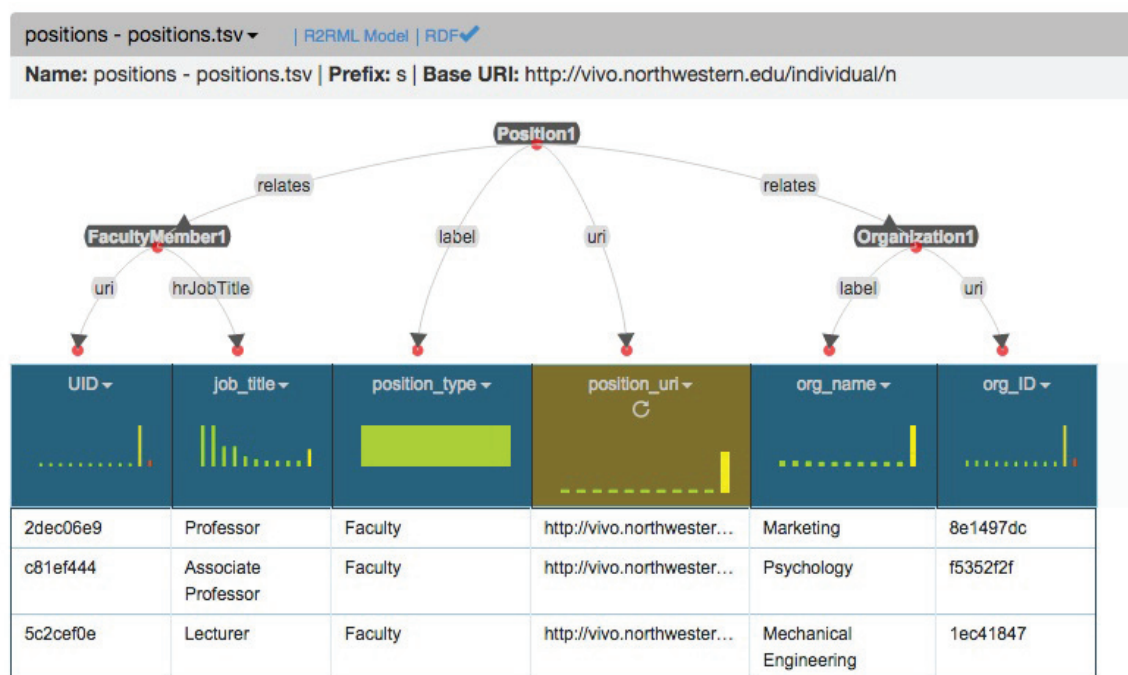 positions - positions.tsv | R2RML Model | RDF
Name: positions - positions.tsv | Prefix: s | Base URI: http://vivo.northwestern.edu/individual/n
Position1
relates relates
FacultyMember1 label uri Organization1
uri hrJobTitle label uri
UID job_title position_type position_uri org_name org_ID
2dec06e9 Professor Faculty http://vivo.northwester... Marketing 8e1497dc
c81ef444 Associate Faculty http://vivo.northwester... Psychology f5352f2f
Professor
5c2cef0e Lecturer Faculty http://vivo.northwester... Mechanical 1ec41847
Engineering